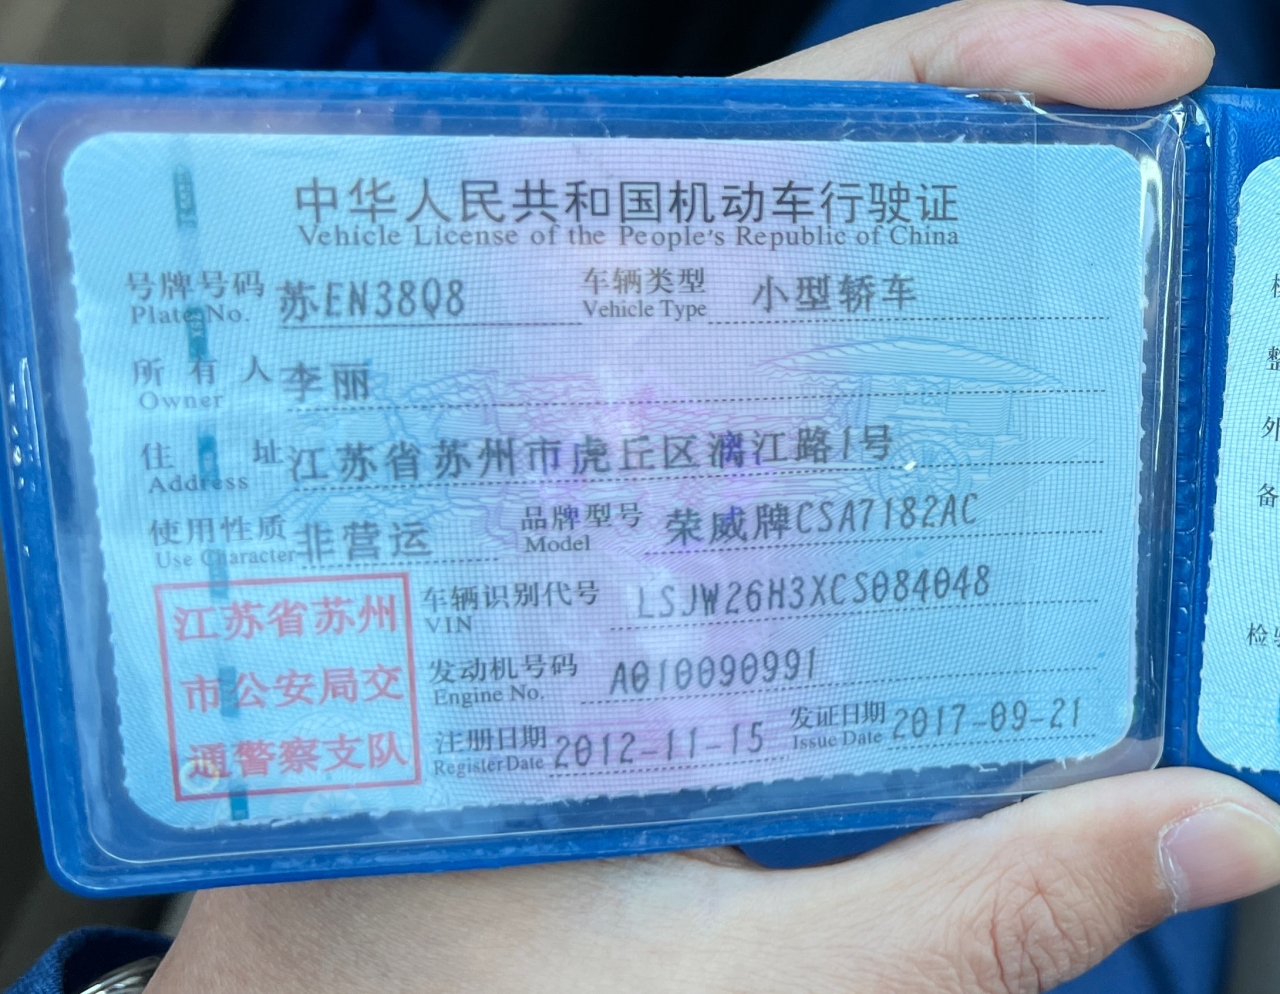 中华人民共和国机动车行驶证
Vehicle License of the People's Republic of China
号牌号码 苏EN38Q8 车辆类型 小型轿车
Plate No. Vehicle Type
所有人 李丽
Owner
住址 江苏省苏州市虎丘区漓江路1号
Address
使用性质 非营运 品牌型号 荣威牌CSA7182AC
Use Character Model
车辆识别代号 LSJW26H3XCS084048
VIN
发动机号码 A010090991
Engine No.
注册日期 2012-11-15 发证日期 2017-09-21
Register Date Issue Date
江苏省苏州
市公安局交
通警察支队
外
备